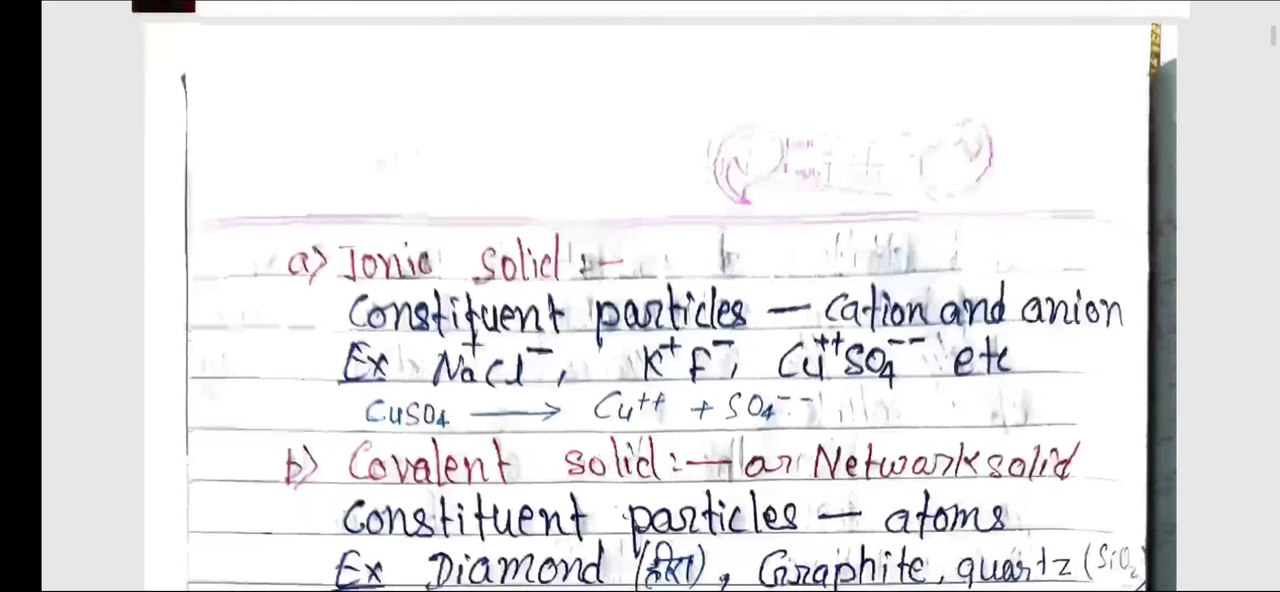 a) Ionic solid :-
Constituent particles — cation and anion
Ex Na⁺Cl⁻, K⁺F⁻, Cu⁺⁺SO₄⁻⁻ etc
CuSO₄ ⟶ Cu⁺⁺ + SO₄⁻⁻
b) Covalent solid :- or Network solid
Constituent particles — atoms
Ex Diamond (हीरा), Graphite, quartz (SiO₂)